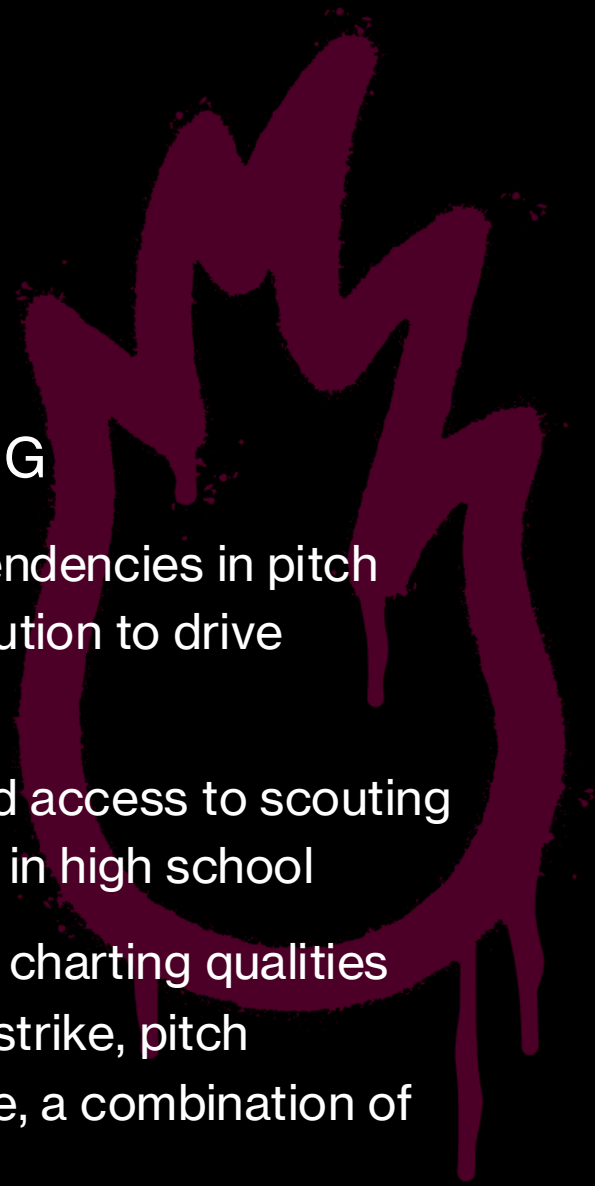 G
endencies in pitch
ution to drive
d access to scouting
in high school
charting qualities
strike, pitch
e, a combination of